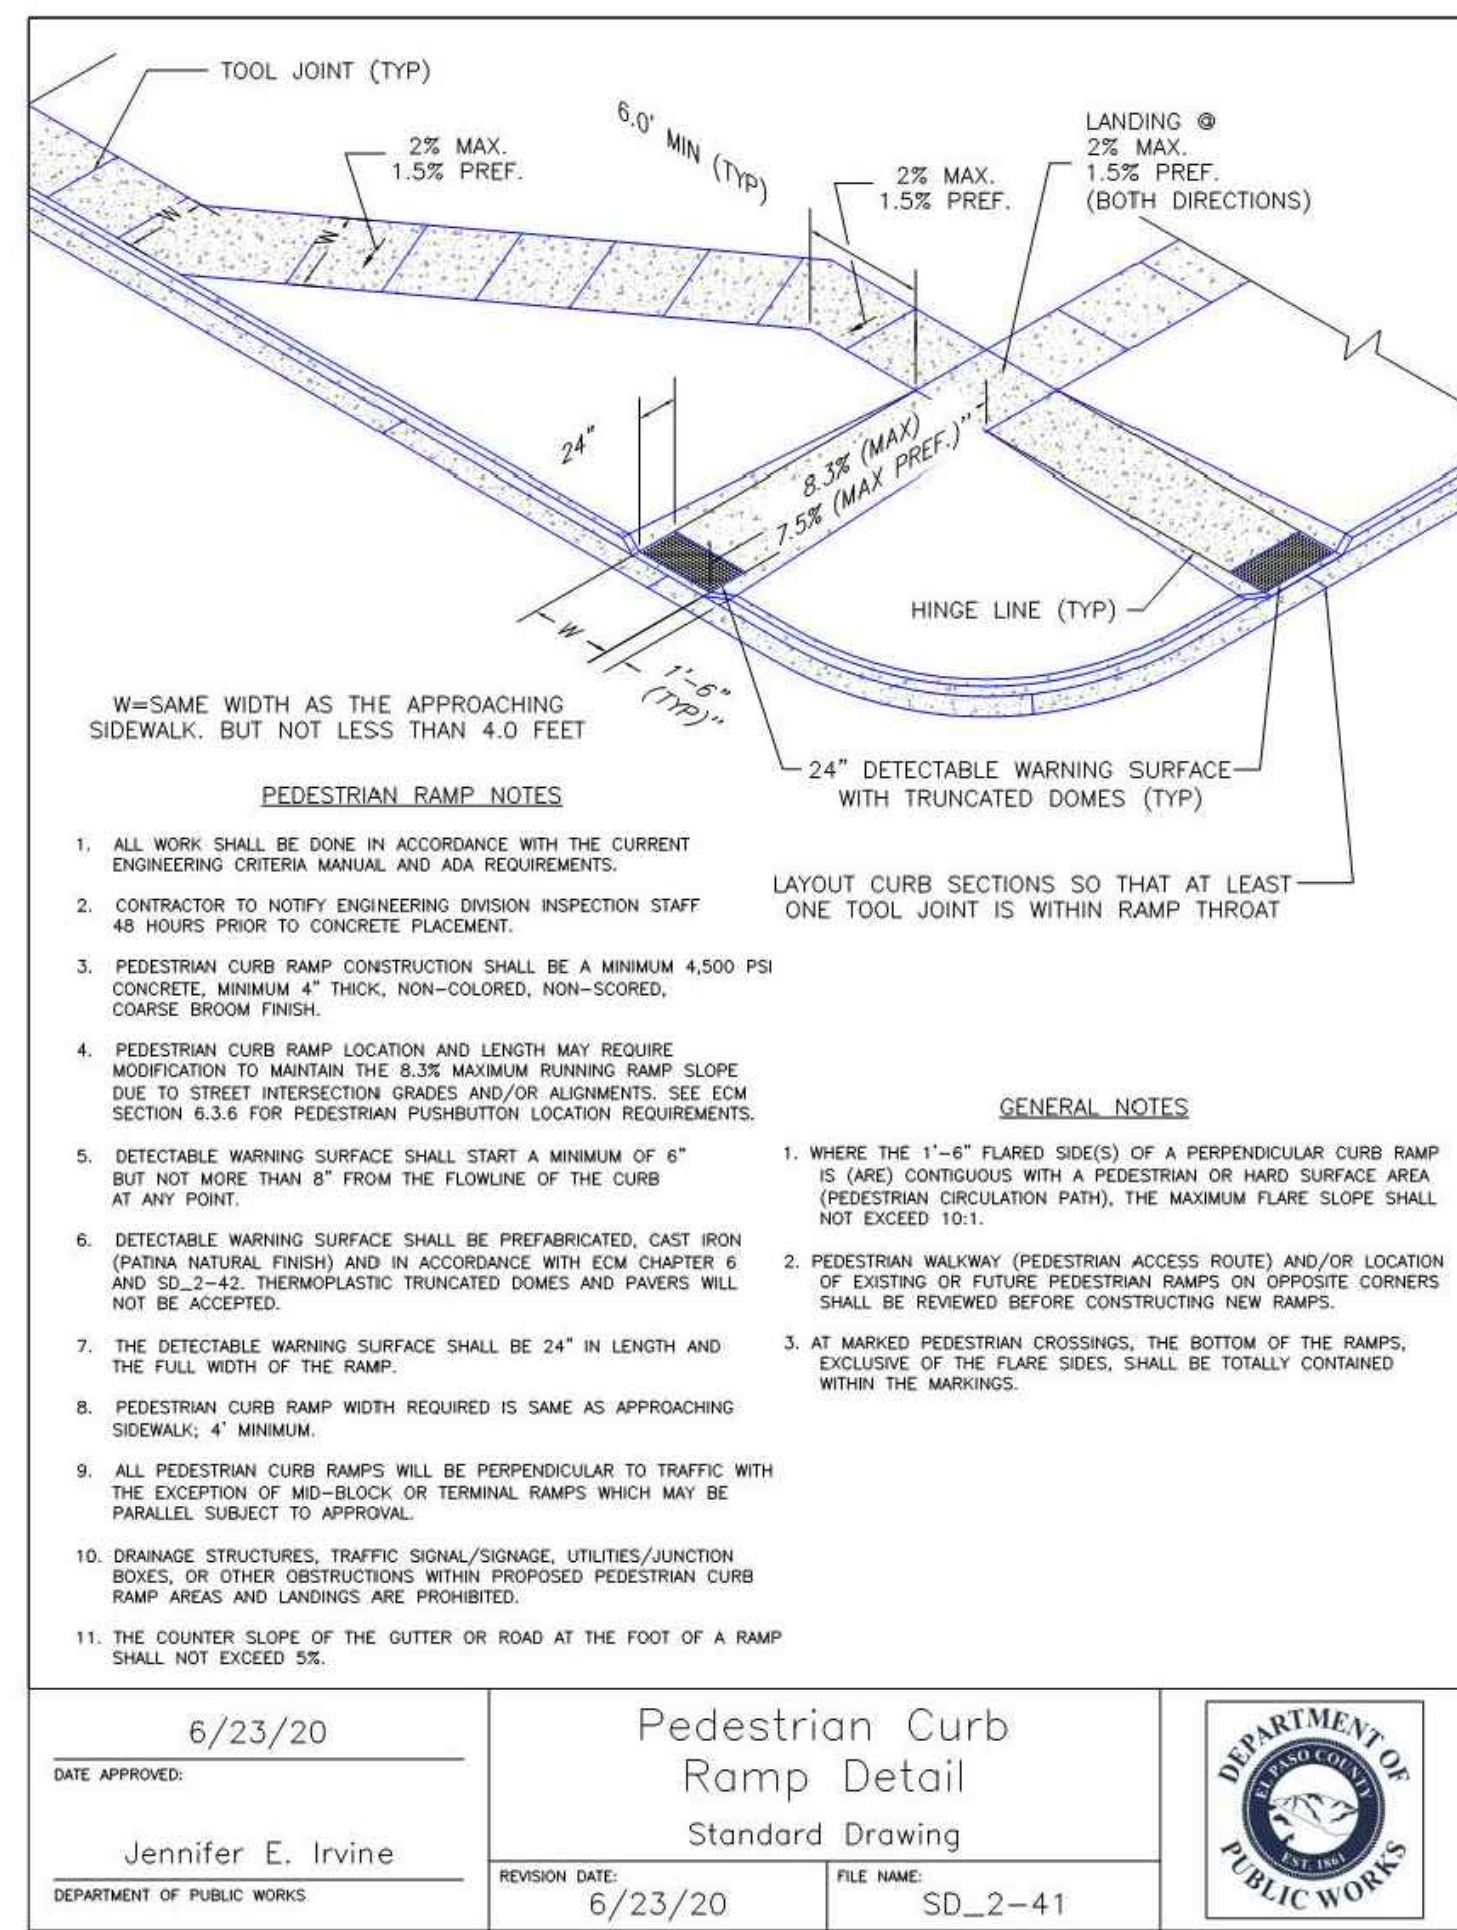 TOOL JOINT (TYP)
2% MAX.
1.5% PREF.
6.0' MIN (TYP)
2% MAX.
1.5% PREF.
LANDING @
2% MAX.
1.5% PREF.
(BOTH DIRECTIONS)
W
W
24"
8.3% (MAX)
7.5% (MAX PREF.)"
HINGE LINE (TYP)
W
1'-6"
(TYP)"
W=SAME WIDTH AS THE APPROACHING
SIDEWALK. BUT NOT LESS THAN 4.0 FEET
24" DETECTABLE WARNING SURFACE
WITH TRUNCATED DOMES (TYP)
LAYOUT CURB SECTIONS SO THAT AT LEAST
ONE TOOL JOINT IS WITHIN RAMP THROAT
PEDESTRIAN RAMP NOTES
1. ALL WORK SHALL BE DONE IN ACCORDANCE WITH THE CURRENT
ENGINEERING CRITERIA MANUAL AND ADA REQUIREMENTS.
2. CONTRACTOR TO NOTIFY ENGINEERING DIVISION INSPECTION STAFF
48 HOURS PRIOR TO CONCRETE PLACEMENT.
3. PEDESTRIAN CURB RAMP CONSTRUCTION SHALL BE A MINIMUM 4,500 PSI
CONCRETE, MINIMUM 4" THICK, NON-COLORED, NON-SCORED,
COARSE BROOM FINISH.
4. PEDESTRIAN CURB RAMP LOCATION AND LENGTH MAY REQUIRE
MODIFICATION TO MAINTAIN THE 8.3% MAXIMUM RUNNING RAMP SLOPE
DUE TO STREET INTERSECTION GRADES AND/OR ALIGNMENTS. SEE ECM
SECTION 6.3.6 FOR PEDESTRIAN PUSHBUTTON LOCATION REQUIREMENTS.
5. DETECTABLE WARNING SURFACE SHALL START A MINIMUM OF 6"
BUT NOT MORE THAN 8" FROM THE FLOWLINE OF THE CURB
AT ANY POINT.
6. DETECTABLE WARNING SURFACE SHALL BE PREFABRICATED, CAST IRON
(PATINA NATURAL FINISH) AND IN ACCORDANCE WITH ECM CHAPTER 6
AND SD_2-42. THERMOPLASTIC TRUNCATED DOMES AND PAVERS WILL
NOT BE ACCEPTED.
7. THE DETECTABLE WARNING SURFACE SHALL BE 24" IN LENGTH AND
THE FULL WIDTH OF THE RAMP.
8. PEDESTRIAN CURB RAMP WIDTH REQUIRED IS SAME AS APPROACHING
SIDEWALK; 4' MINIMUM.
9. ALL PEDESTRIAN CURB RAMPS WILL BE PERPENDICULAR TO TRAFFIC WITH
THE EXCEPTION OF MID-BLOCK OR TERMINAL RAMPS WHICH MAY BE
PARALLEL SUBJECT TO APPROVAL.
10. DRAINAGE STRUCTURES, TRAFFIC SIGNAL/SIGNAGE, UTILITIES/JUNCTION
BOXES, OR OTHER OBSTRUCTIONS WITHIN PROPOSED PEDESTRIAN CURB
RAMP AREAS AND LANDINGS ARE PROHIBITED.
11. THE COUNTER SLOPE OF THE GUTTER OR ROAD AT THE FOOT OF A RAMP
SHALL NOT EXCEED 5%.
GENERAL NOTES
1. WHERE THE 1'-6" FLARED SIDE(S) OF A PERPENDICULAR CURB RAMP
IS (ARE) CONTIGUOUS WITH A PEDESTRIAN OR HARD SURFACE AREA
(PEDESTRIAN CIRCULATION PATH), THE MAXIMUM FLARE SLOPE SHALL
NOT EXCEED 10:1.
2. PEDESTRIAN WALKWAY (PEDESTRIAN ACCESS ROUTE) AND/OR LOCATION
OF EXISTING OR FUTURE PEDESTRIAN RAMPS ON OPPOSITE CORNERS
SHALL BE REVIEWED BEFORE CONSTRUCTING NEW RAMPS.
3. AT MARKED PEDESTRIAN CROSSINGS, THE BOTTOM OF THE RAMPS,
EXCLUSIVE OF THE FLARE SIDES, SHALL BE TOTALLY CONTAINED
WITHIN THE MARKINGS.
6/23/20
DATE APPROVED:
Jennifer E. Irvine
DEPARTMENT OF PUBLIC WORKS
Pedestrian Curb
Ramp Detail
Standard Drawing
REVISION DATE:
6/23/20
FILE NAME:
SD_2-41
DEPARTMENT OF
PUBLIC WORKS
EL PASO COUNTY
EST. 1861